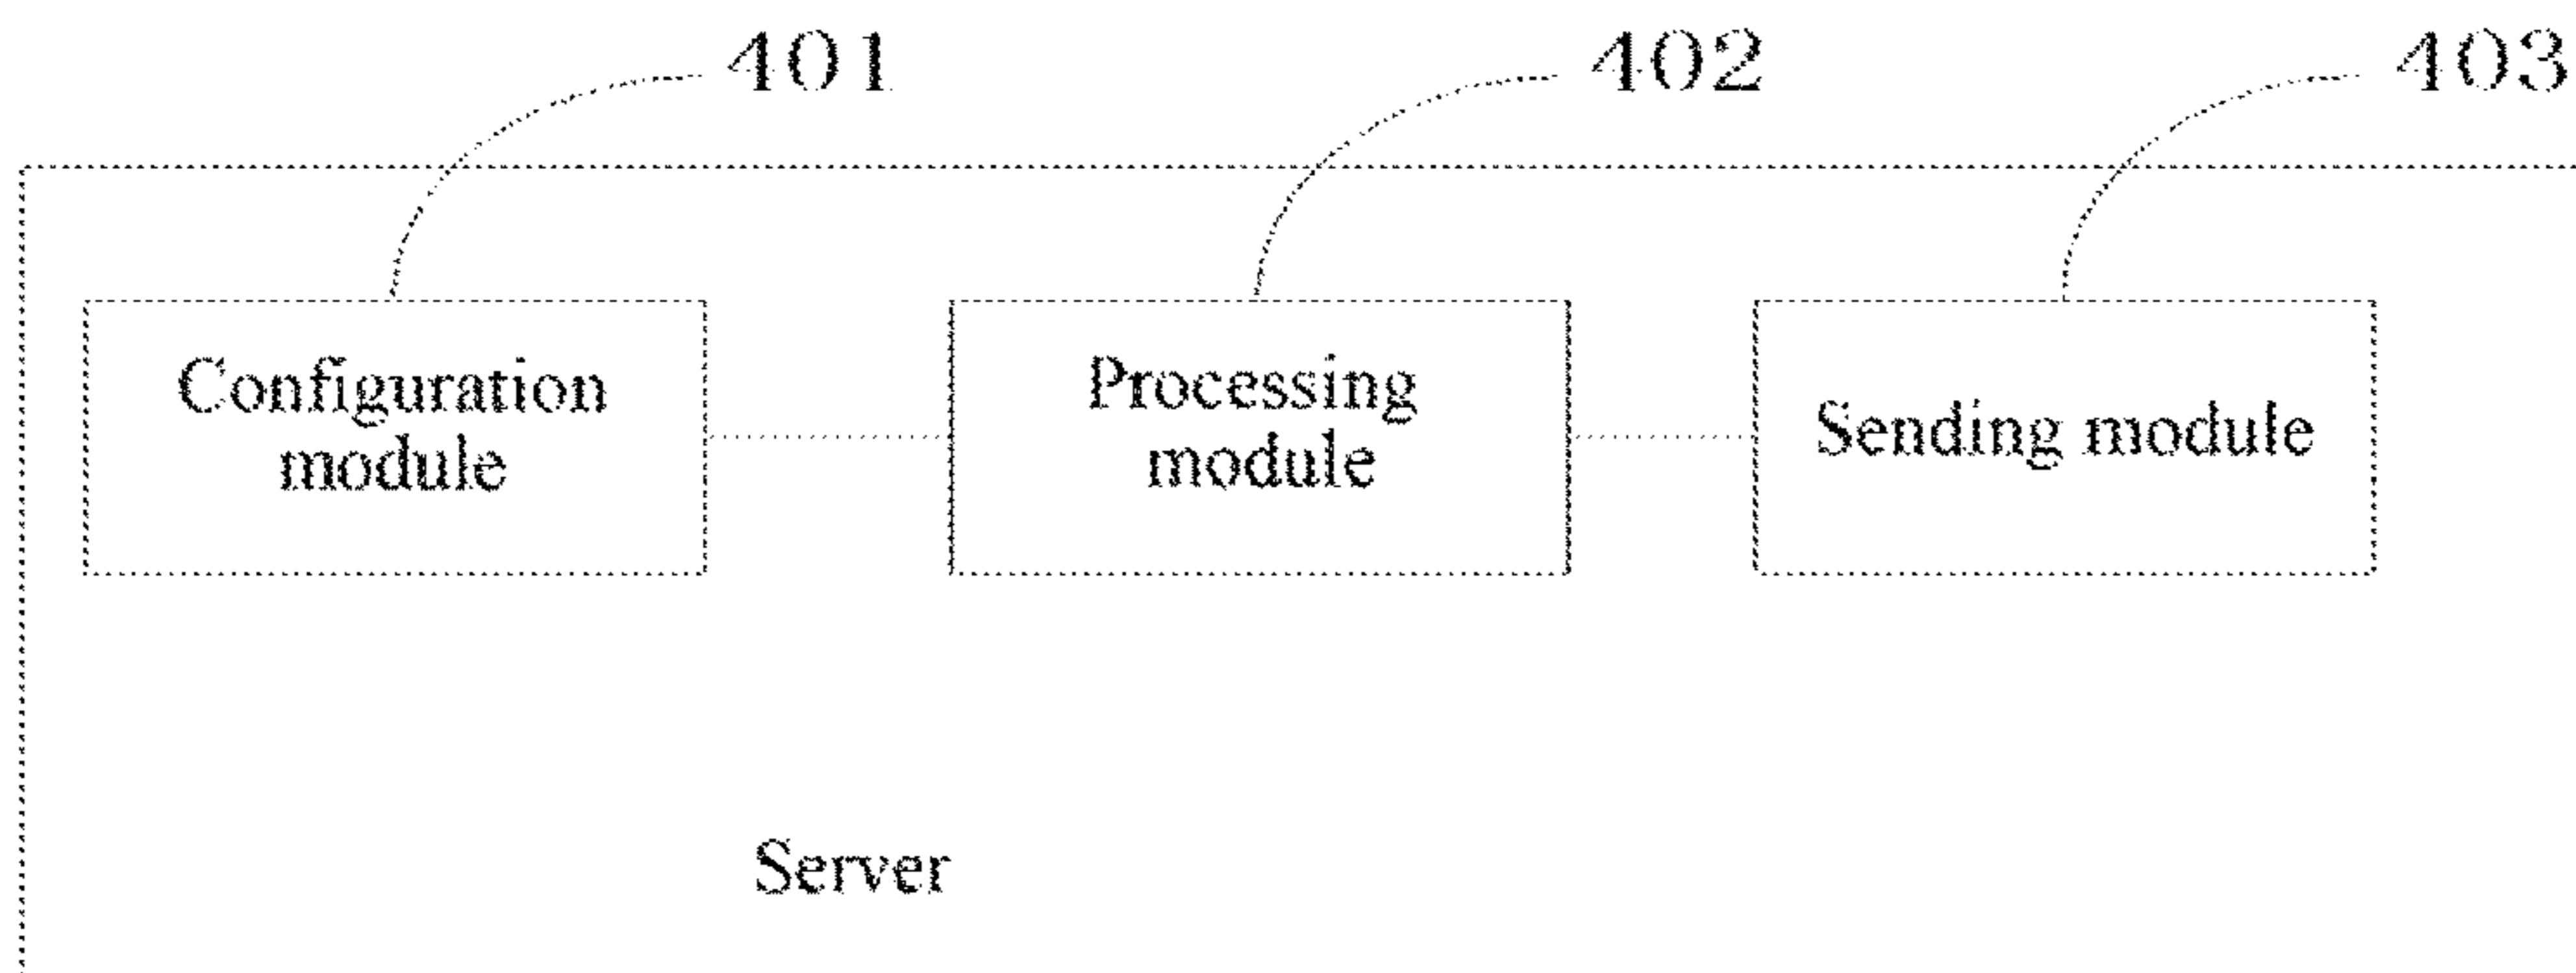 401
402
403
Configuration
module
Processing
module
Sending module
Server